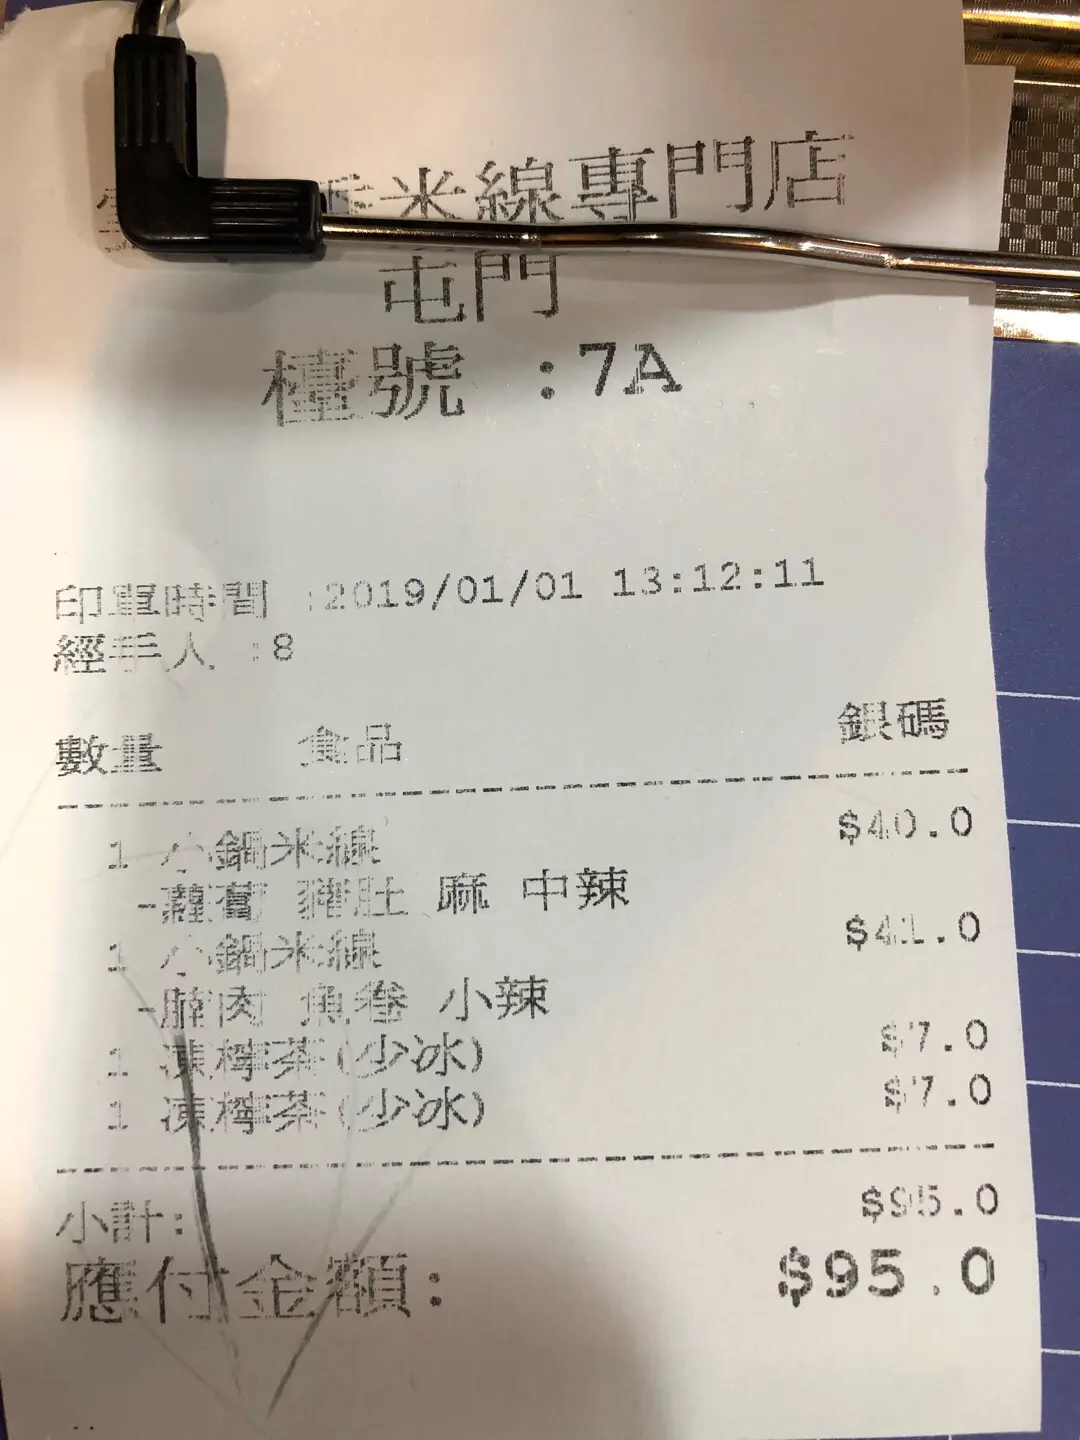 米線專門店
屯門
檯號 :7A
印單時間 :2019/01/01 13:12:11
經手人 :8
數量 食品 銀碼
1 小鍋米線 $40.0
-蘿蔔 豬肚 麻 中辣
1 小鍋米線 $41.0
-腩肉 魚卷 小辣
1 凍檸茶(少冰) $7.0
1 凍檸茶(少冰) $7.0
小計: $95.0
應付金額: $95.0